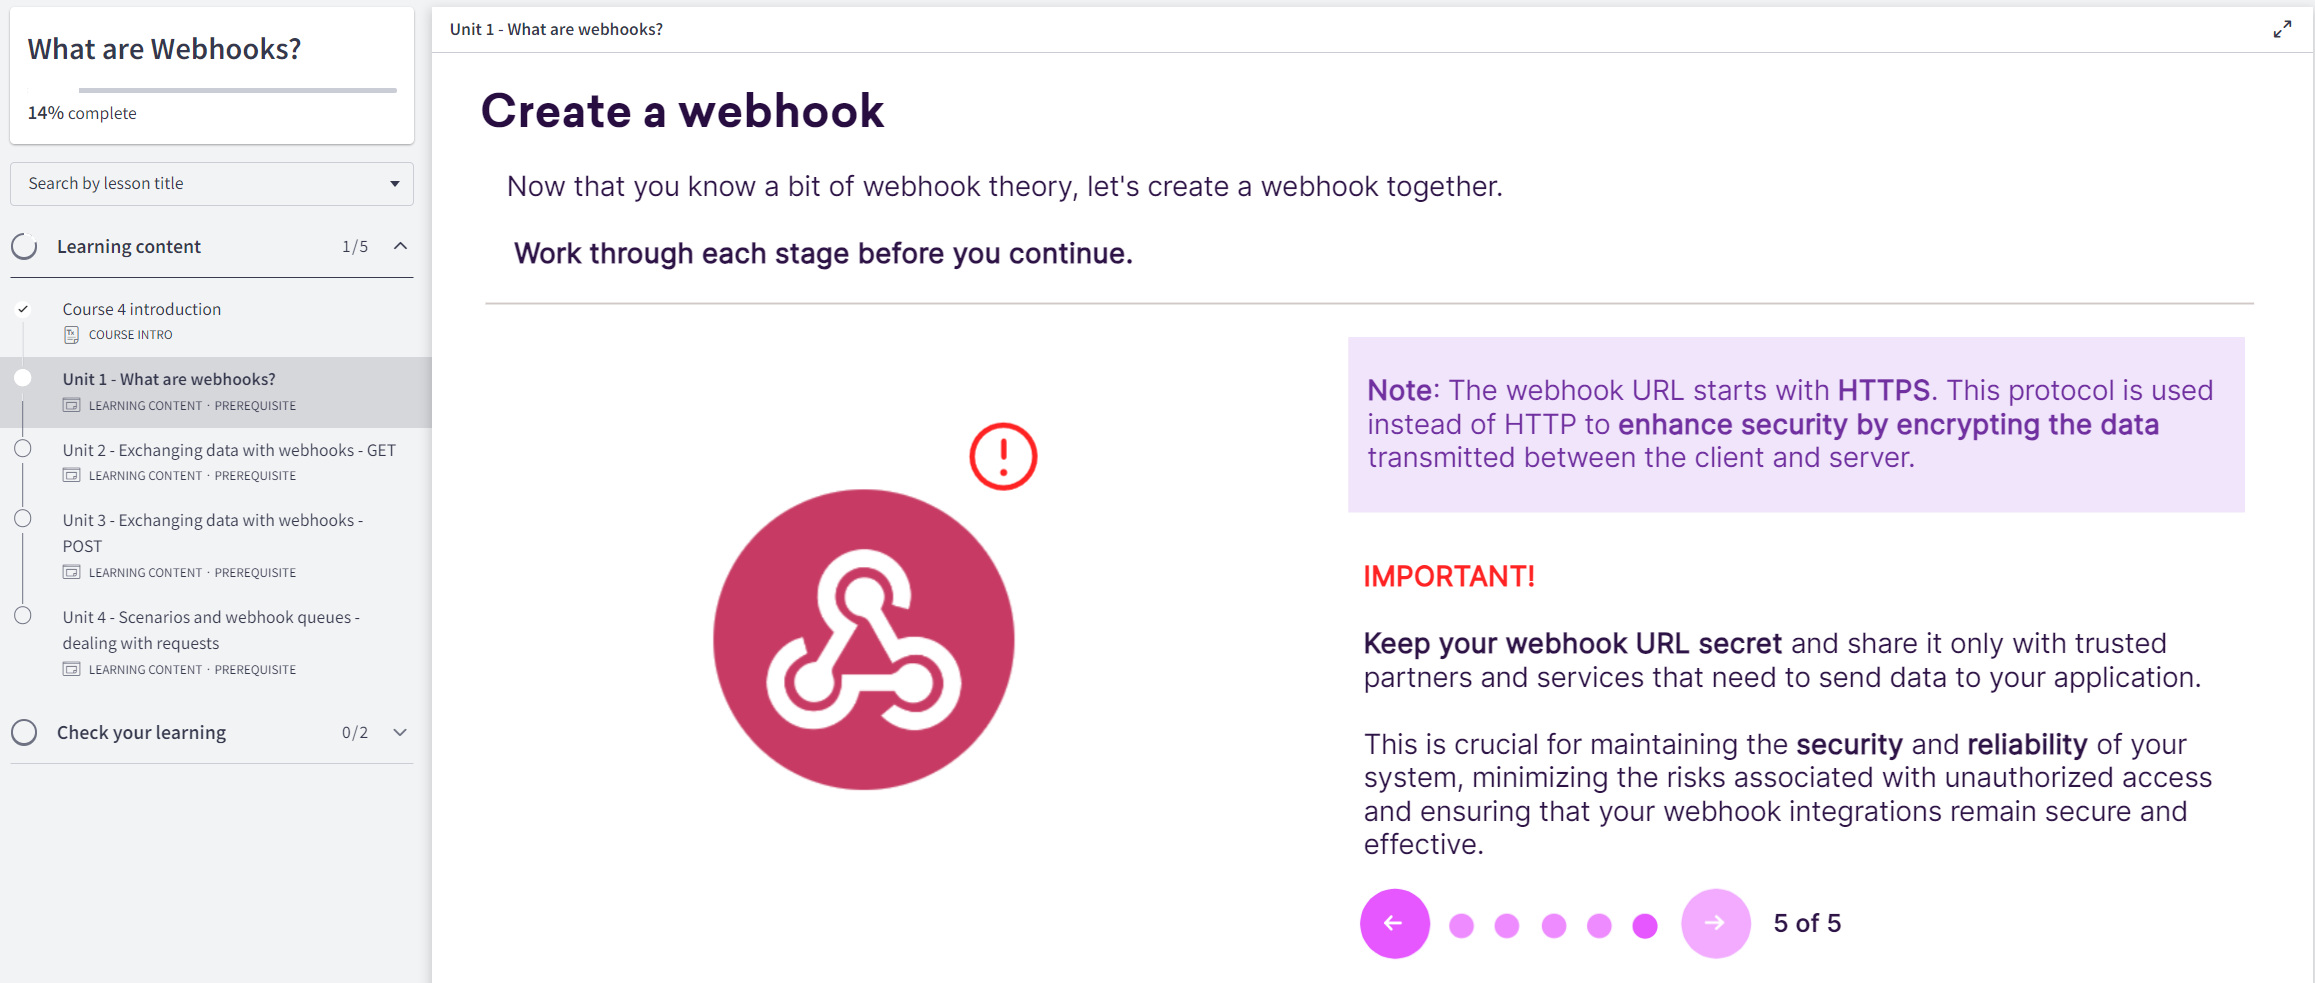 What are Webhooks?
14% complete
Search by lesson title
Learning content 1/5
Course 4 introduction
COURSE INTRO
Unit 1 - What are webhooks?
LEARNING CONTENT · PREREQUISITE
Unit 2 - Exchanging data with webhooks - GET
LEARNING CONTENT · PREREQUISITE
Unit 3 - Exchanging data with webhooks -
POST
LEARNING CONTENT · PREREQUISITE
Unit 4 - Scenarios and webhook queues -
dealing with requests
LEARNING CONTENT · PREREQUISITE
Check your learning 0/2
Unit 1 - What are webhooks?
Create a webhook
Now that you know a bit of webhook theory, let's create a webhook together.
Work through each stage before you continue.
Note: The webhook URL starts with HTTPS. This protocol is used
instead of HTTP to enhance security by encrypting the data
transmitted between the client and server.
IMPORTANT!
Keep your webhook URL secret and share it only with trusted
partners and services that need to send data to your application.
This is crucial for maintaining the security and reliability of your
system, minimizing the risks associated with unauthorized access
and ensuring that your webhook integrations remain secure and
effective.
5 of 5